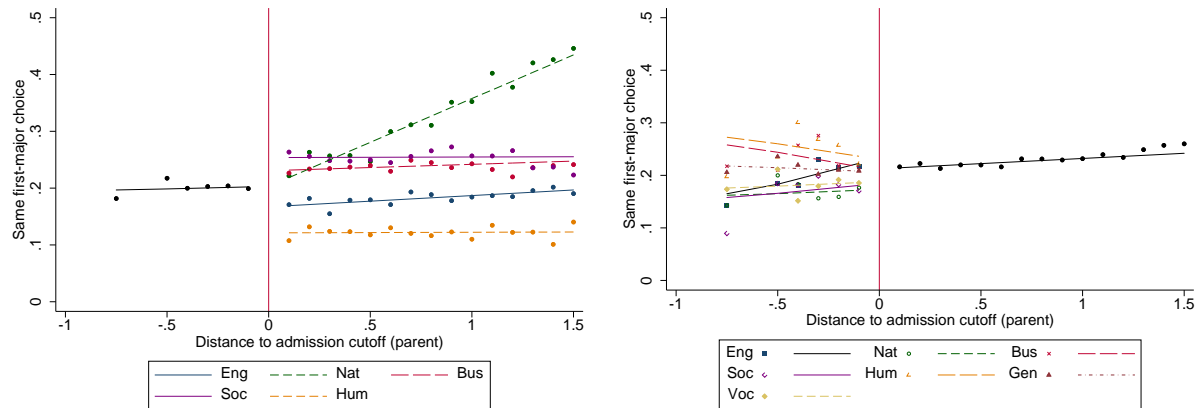 Same first-major choice
.5
.4
.3
.2
.1
0
-1
-.5
0
.5
1
1.5
Distance to admission cutoff (parent)
Eng
Nat
Bus
Soc
Hum
Same first-major choice
.5
.4
.3
.2
.1
0
-1
-.5
0
.5
1
1.5
Distance to admission cutoff (parent)
Eng
Nat
Bus
Soc
Hum
Gen
Voc